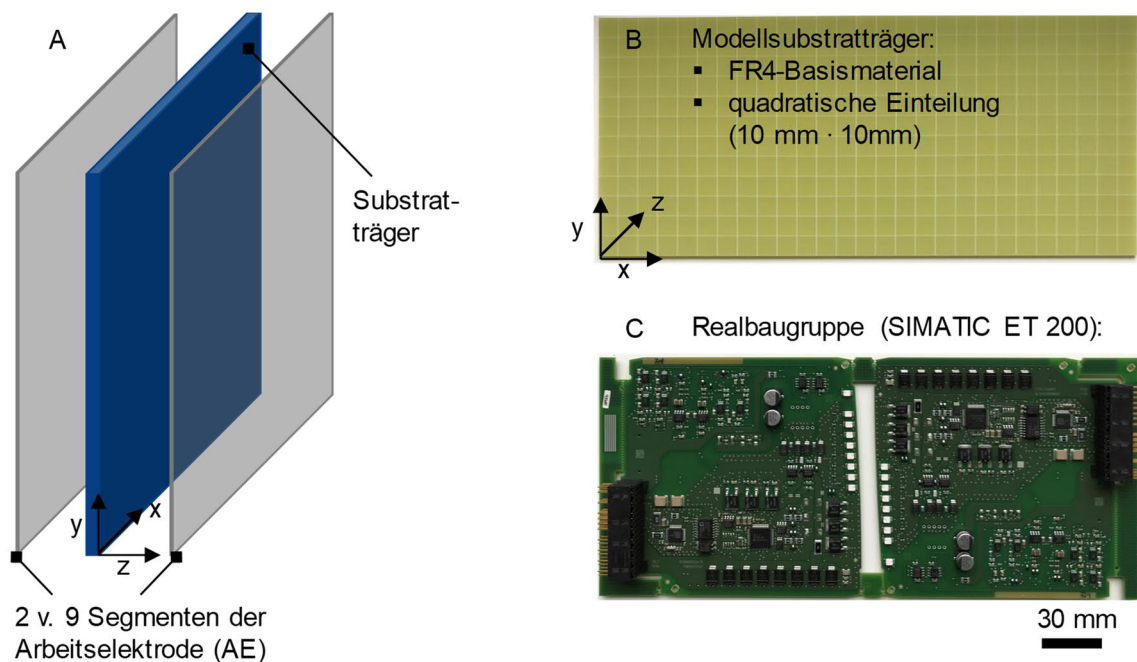 A
Substrat-
träger
y
x
z
2 v. 9 Segmenten der
Arbeitselektrode (AE)
B Modellsubstratträger:
▪ FR4-Basismaterial
▪ quadratische Einteilung
(10 mm · 10mm)
y
z
x
C Realbaugruppe (SIMATIC ET 200):
30 mm